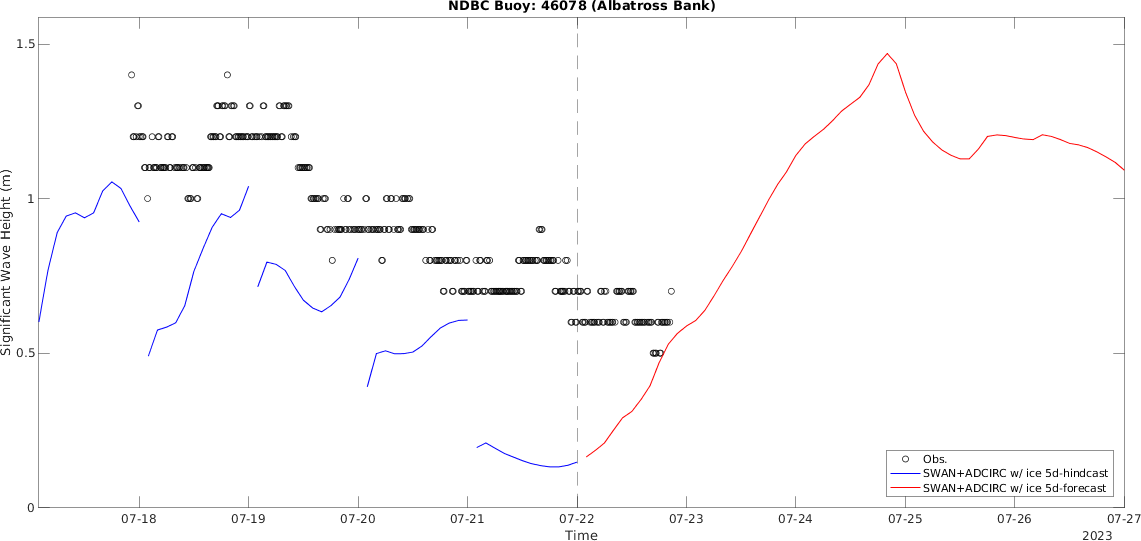 NDBC Buoy: 46078 (Albatross Bank)
1.5
1
0.5
0
Significant Wave Height (m)
Obs.
SWAN+ADCIRC w/ ice 5d-hindcast
SWAN+ADCIRC w/ ice 5d-forecast
07-18 07-19 07-20 07-21 07-22 07-23 07-24 07-25 07-26 07-27
Time
2023